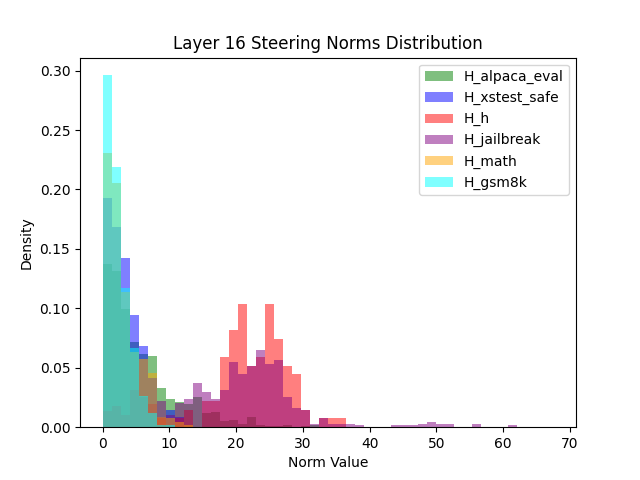 Layer 16 Steering Norms Distribution
Density
0.30
0.25
0.20
0.15
0.10
0.05
0.00
H_alpaca_eval
H_xstest_safe
H_h
H_jailbreak
H_math
H_gsm8k
0 10 20 30 40 50 60 70
Norm Value